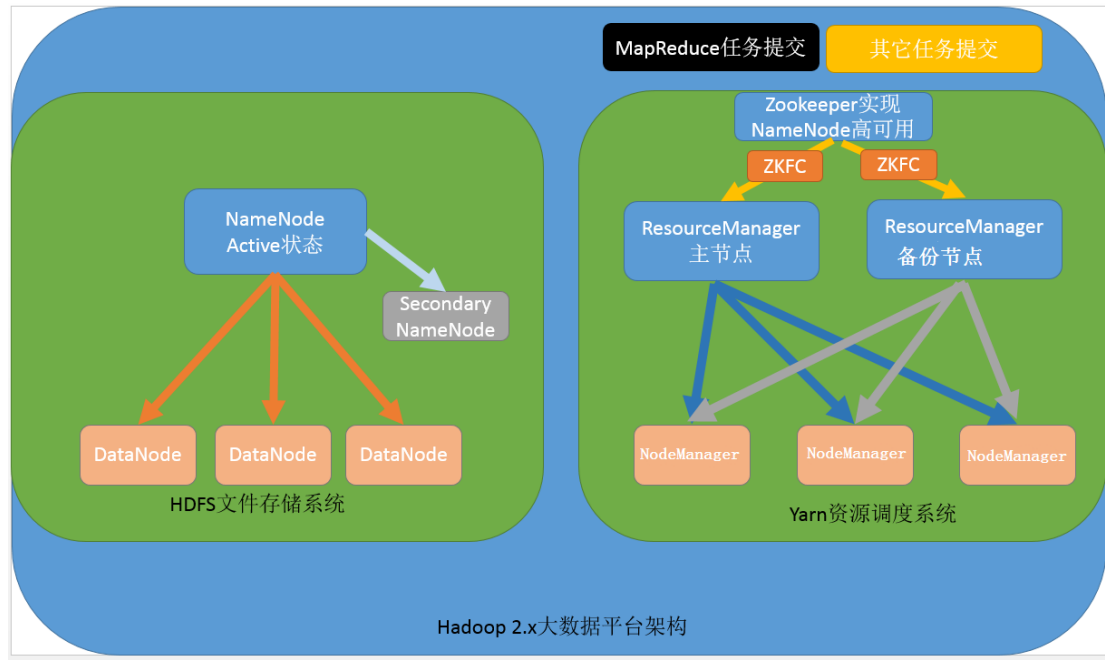 MapReduce任务提交
其它任务提交
Zookeeper实现
NameNode高可用
ZKFC
ZKFC
NameNode
Active状态
ResourceManager
主节点
ResourceManager
备份节点
Secondary
NameNode
DataNode
DataNode
DataNode
NodeManager
NodeManager
NodeManager
HDFS文件存储系统
Yarn资源调度系统
Hadoop 2.x大数据平台架构